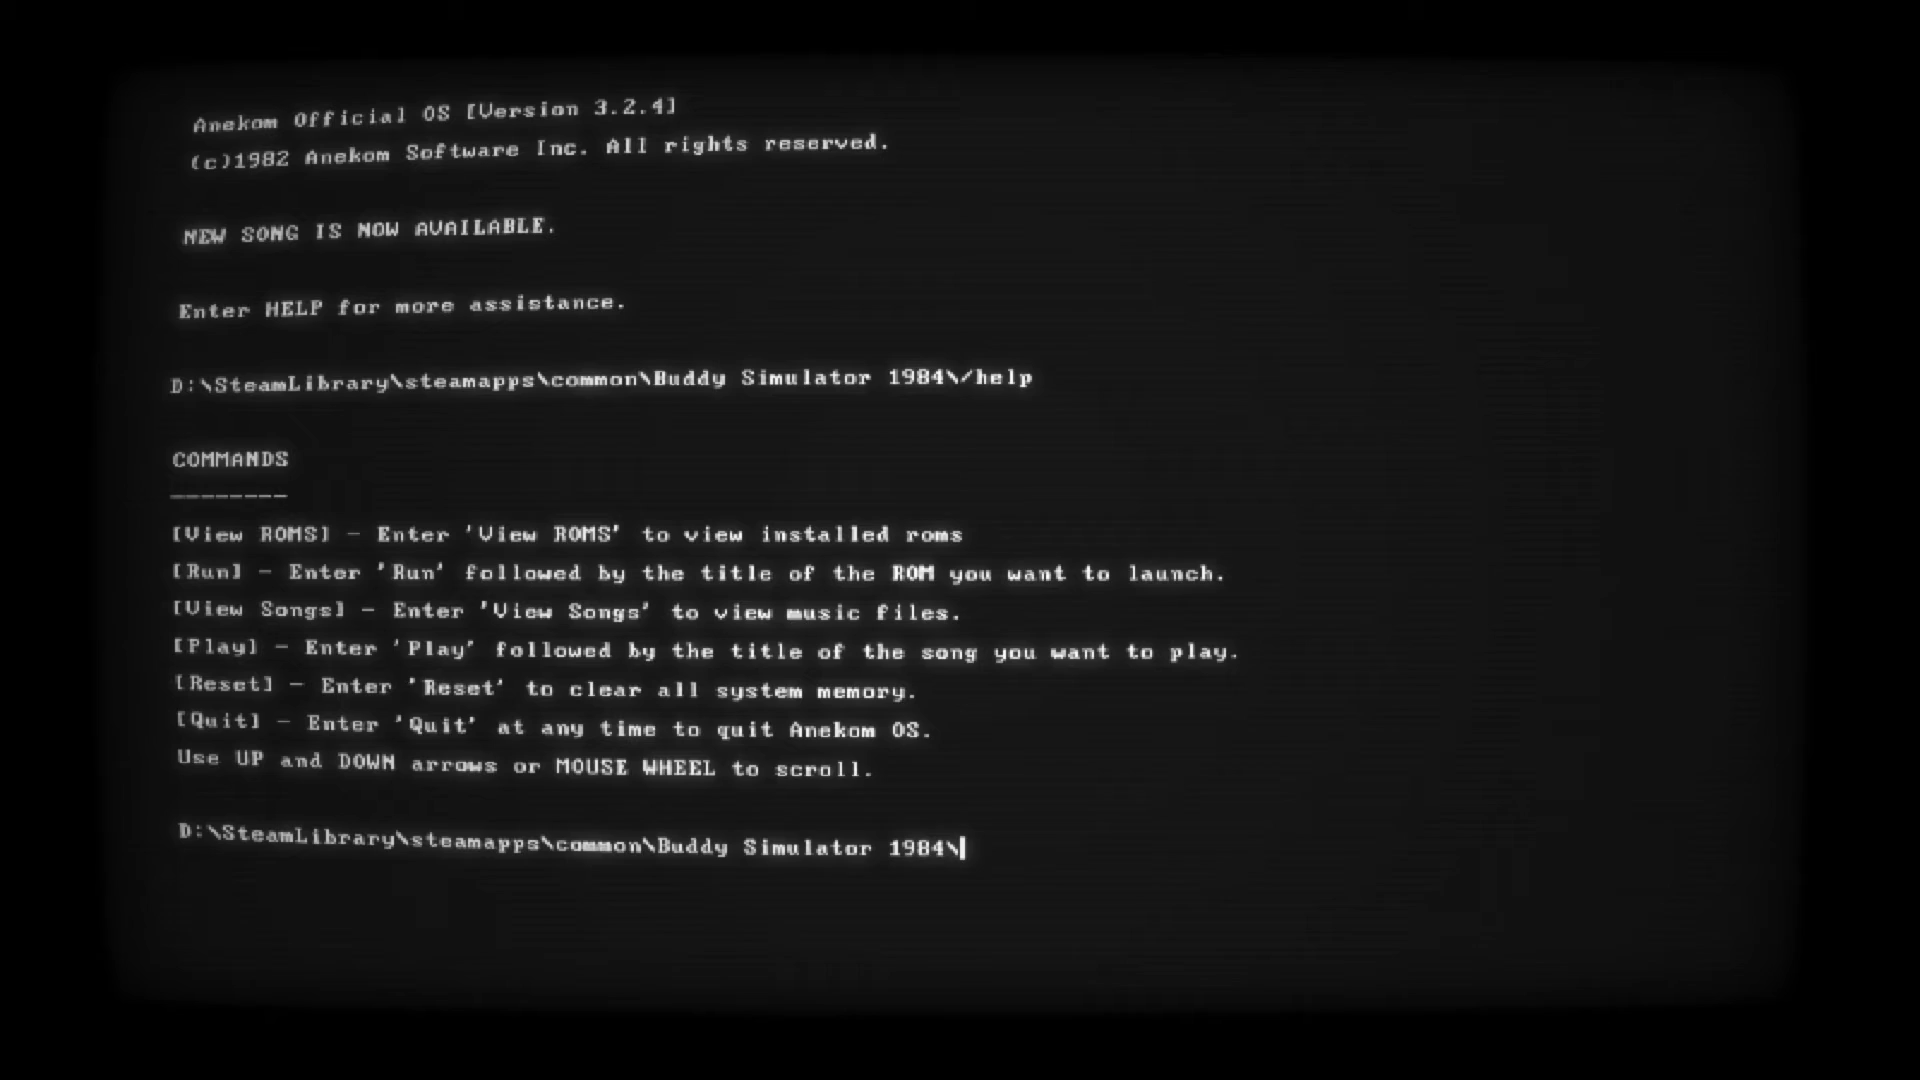 Anekom Official OS [Version 3.2.4]
(c)1982 Anekom Software Inc. All rights reserved.
NEW SONG IS NOW AVAILABLE.
Enter HELP for more assistance.
D:\SteamLibrary\steamapps\common\Buddy Simulator 1984\/help
COMMANDS
--------
[View ROMS] - Enter 'View ROMS' to view installed roms
[Run] - Enter 'Run' followed by the title of the ROM you want to launch.
[View Songs] - Enter 'View Songs' to view music files.
[Play] - Enter 'Play' followed by the title of the song you want to play.
[Reset] - Enter 'Reset' to clear all system memory.
[Quit] - Enter 'Quit' at any time to quit Anekom OS.
Use UP and DOWN arrows or MOUSE WHEEL to scroll.
D:\SteamLibrary\steamapps\common\Buddy Simulator 1984\